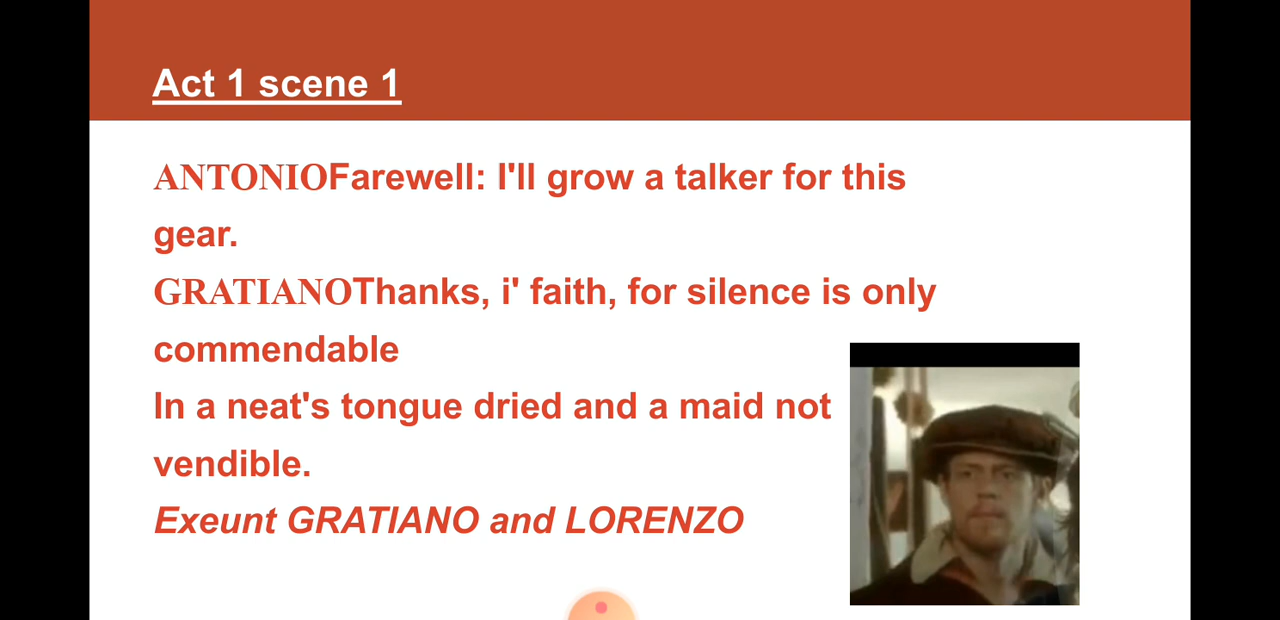 Act 1 scene 1
ANTONIOFarewell: I'll grow a talker for this
gear.
GRATIANOThanks, i' faith, for silence is only
commendable
In a neat's tongue dried and a maid not
vendible.
Exeunt GRATIANO and LORENZO